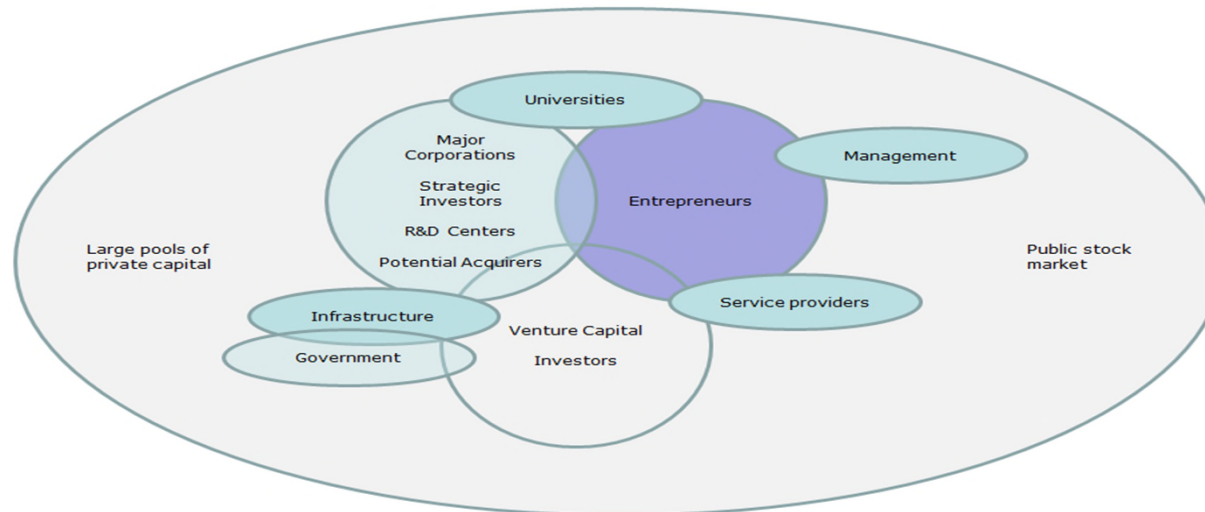 Universities
Major
Corporations
Management
Strategic
Investors
Entrepreneurs
R&D Centers
Large pools of
private capital
Public stock
market
Potential Acquirers
Service providers
Infrastructure
Venture Capital
Investors
Government